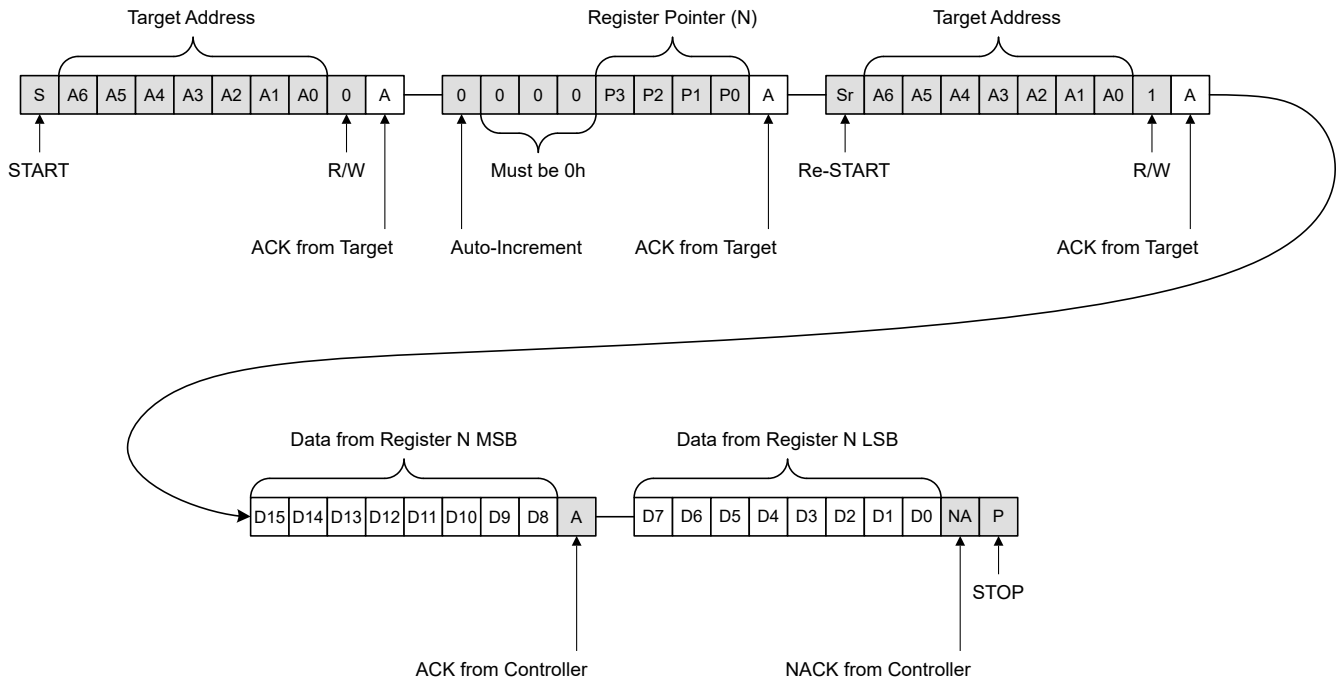 Target Address Register Pointer (N) Target Address
S A6 A5 A4 A3 A2 A1 A0 0 A 0 0 0 0 P3 P2 P1 P0 A Sr A6 A5 A4 A3 A2 A1 A0 1 A
START R/W Must be 0h Re-START R/W
ACK from Target Auto-Increment ACK from Target ACK from Target
Data from Register N MSB Data from Register N LSB
D15 D14 D13 D12 D11 D10 D9 D8 A D7 D6 D5 D4 D3 D2 D1 D0 NA P
STOP
ACK from Controller NACK from Controller